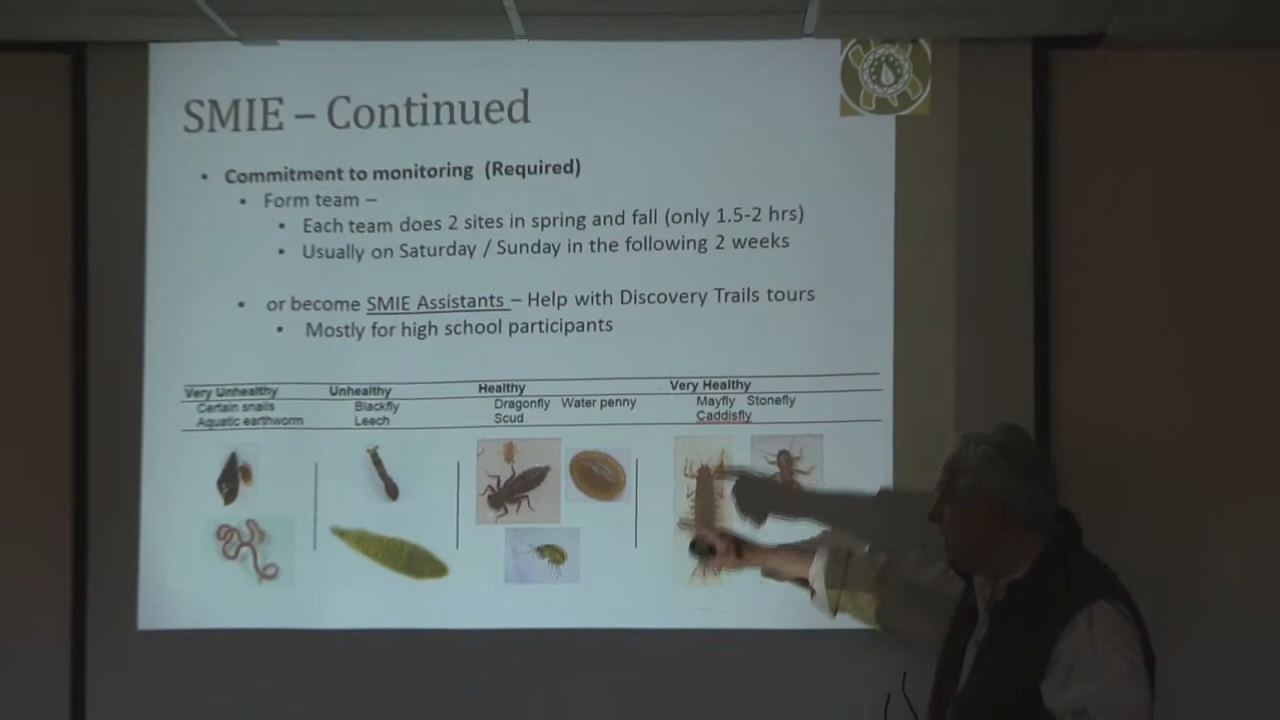 SMIE – Continued
• Commitment to monitoring (Required)
• Form team –
• Each team does 2 sites in spring and fall (only 1.5-2 hrs)
• Usually on Saturday / Sunday in the following 2 weeks
• or become SMIE Assistants – Help with Discovery Trails tours
• Mostly for high school participants
Very Unhealthy Unhealthy Healthy Very Healthy
Certain snails Blackfly Dragonfly Water penny Mayfly Stonefly
Aquatic earthworm Leech Scud Caddisfly